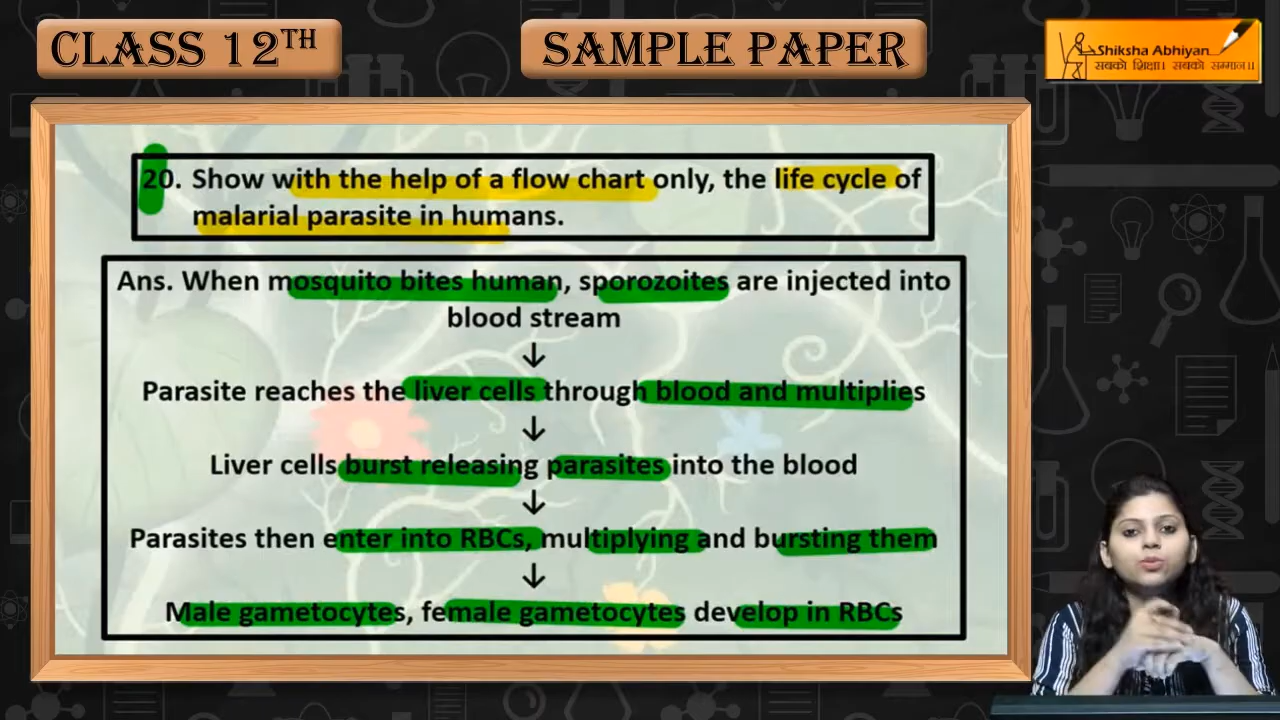 CLASS 12TH
SAMPLE PAPER
Shiksha Abhiyan
सबको शिक्षा। सबको सम्मान।।
20. Show with the help of a flow chart only, the life cycle of
malarial parasite in humans.
Ans. When mosquito bites human, sporozoites are injected into
blood stream
↓
Parasite reaches the liver cells through blood and multiplies
↓
Liver cells burst releasing parasites into the blood
↓
Parasites then enter into RBCs, multiplying and bursting them
↓
Male gametocytes, female gametocytes develop in RBCs